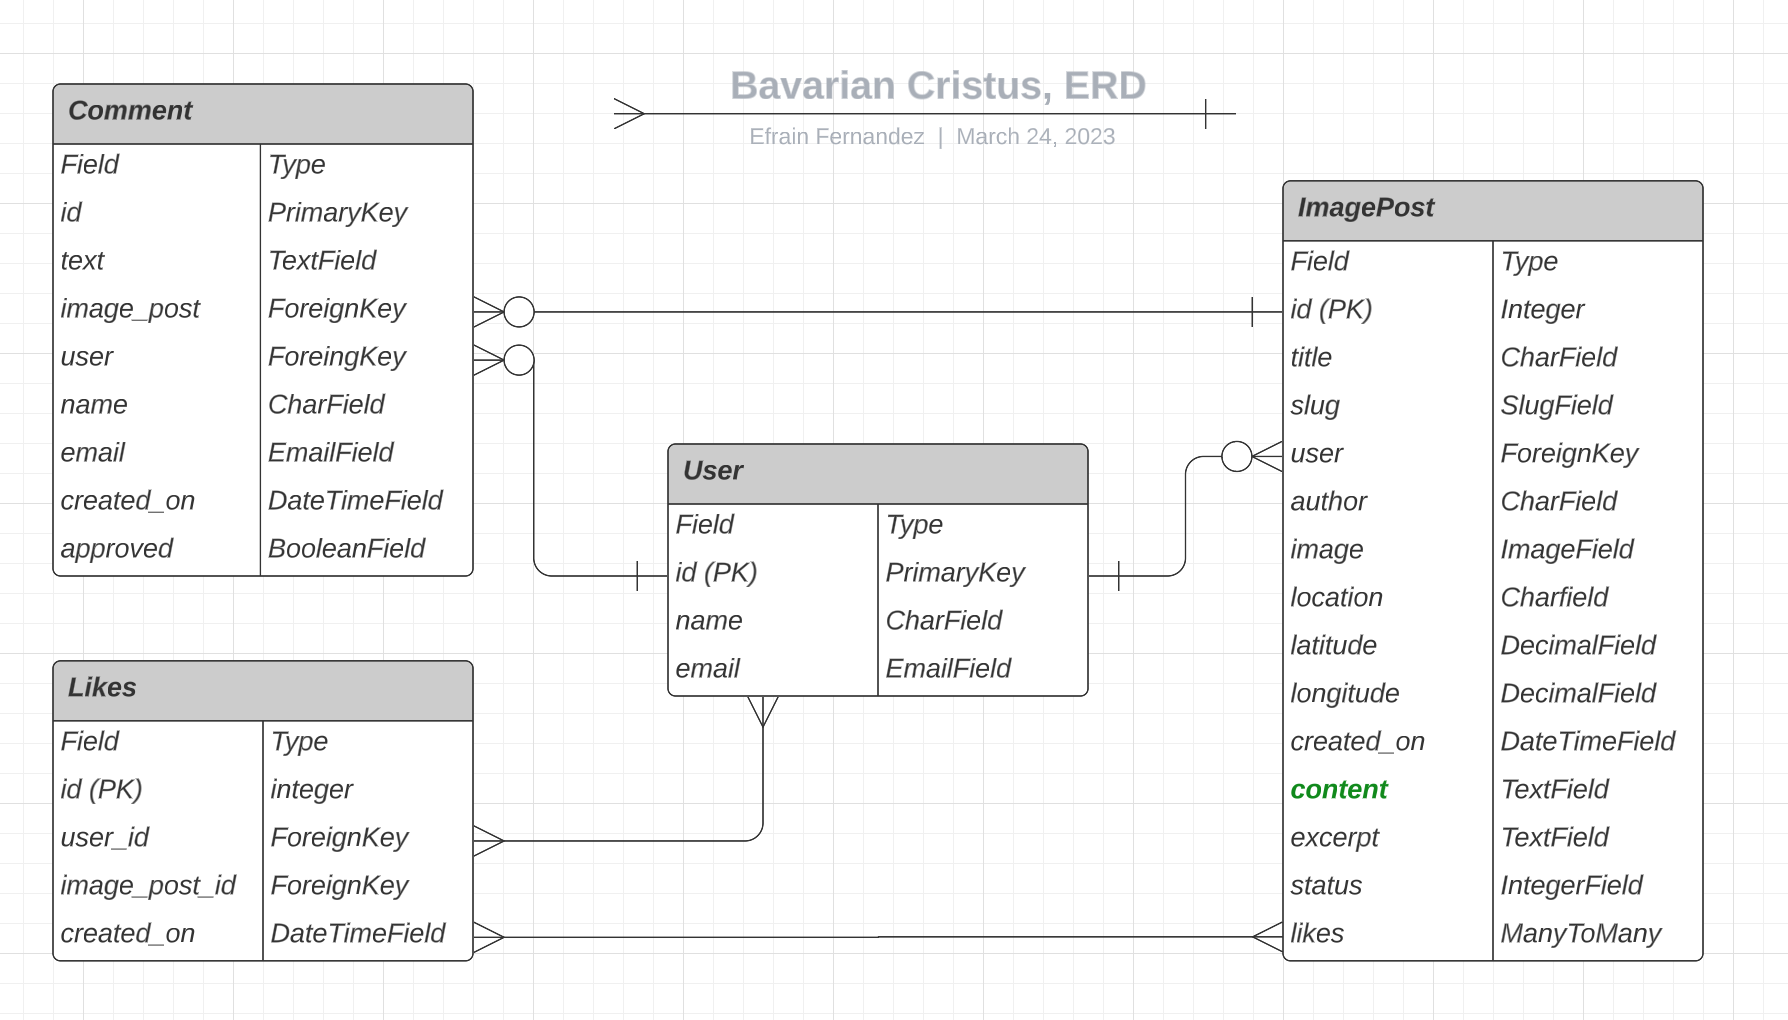 Bavarian Cristus, ERD
Efrain Fernandez | March 24, 2023
Comment
Field Type
id PrimaryKey
text TextField
image_post ForeignKey
user ForeingKey
name CharField
email EmailField
created_on DateTimeField
approved BooleanField
Likes
Field Type
id (PK) integer
user_id ForeignKey
image_post_id ForeignKey
created_on DateTimeField
User
Field Type
id (PK) PrimaryKey
name CharField
email EmailField
ImagePost
Field Type
id (PK) Integer
title CharField
slug SlugField
user ForeignKey
author CharField
image ImageField
location Charfield
latitude DecimalField
longitude DecimalField
created_on DateTimeField
content TextField
excerpt TextField
status IntegerField
likes ManyToMany